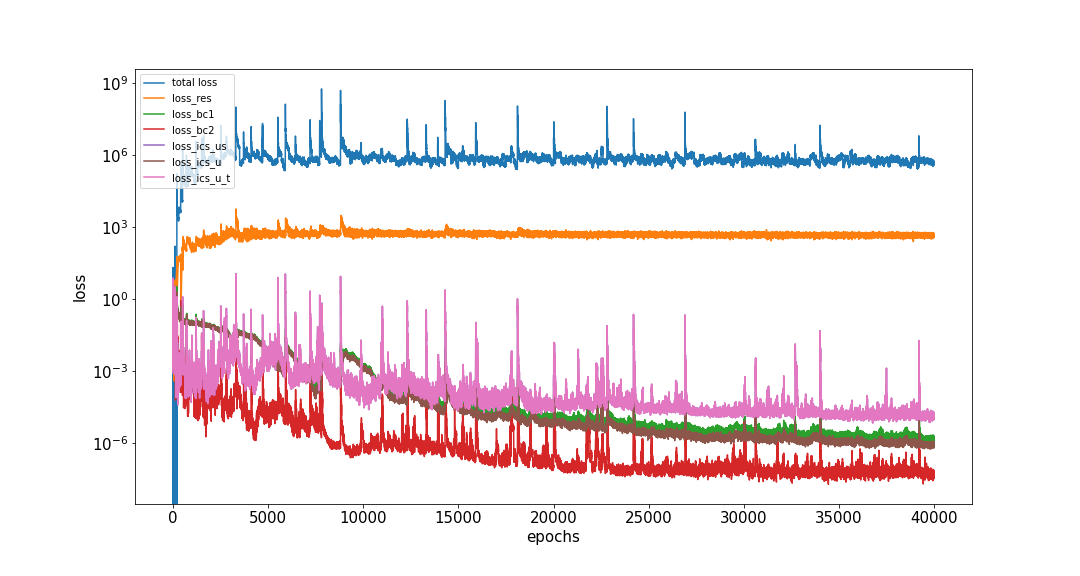 10⁹
10⁶
10³
10⁰
10⁻³
10⁻⁶
loss
total loss
loss_res
loss_bc1
loss_bc2
loss_ics_us
loss_ics_u
loss_ics_u_t
0 5000 10000 15000 20000 25000 30000 35000 40000
epochs